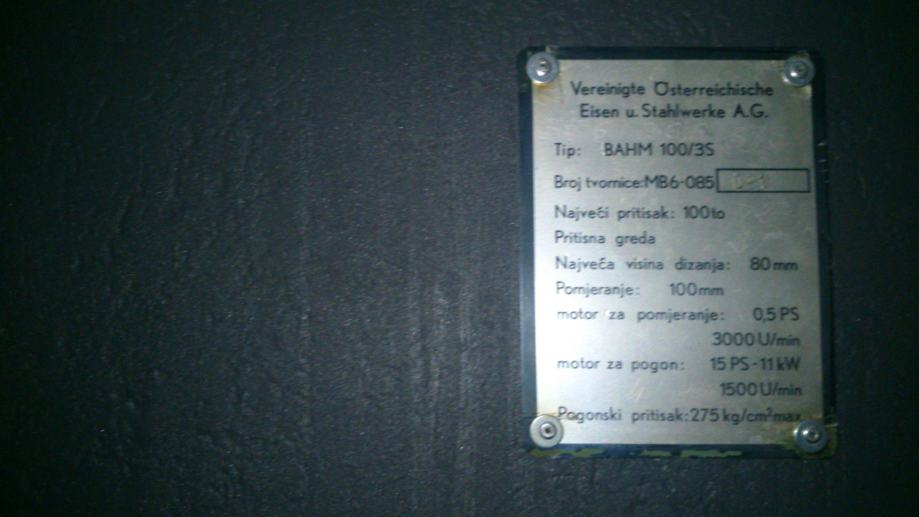 Vereinigte Österreichische
Eisen u. Stahlwerke A.G.
Tip: BAHM 100/3S
Broj tvornice:MB6-085
Najveći pritisak: 100to
Pritisna greda
Najveća visina dizanja: 80mm
Pomjeranje: 100mm
motor za pomjeranje: 0,5 PS
3000 U/min
motor za pogon: 15 PS-11 kW
1500 U/min
Pogonski pritisak:275 kg/cm²max